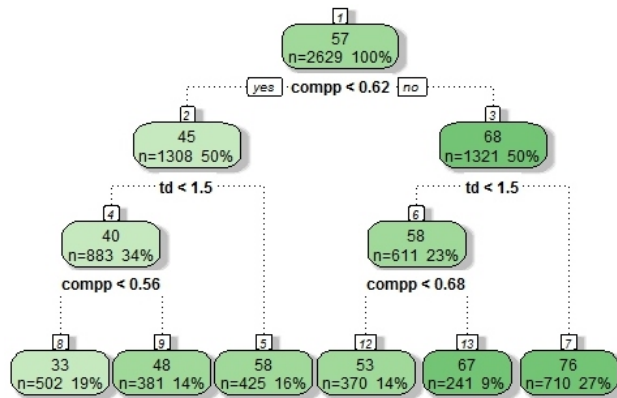 1
57
n=2629 100%
yes compp < 0.62 no
2 3
45 68
n=1308 50% n=1321 50%
td < 1.5 td < 1.5
4 6
40 58
n=883 34% n=611 23%
compp < 0.56 compp < 0.68
8 9 5 12 13 7
33 48 58 53 67 76
n=502 19% n=381 14% n=425 16% n=370 14% n=241 9% n=710 27%